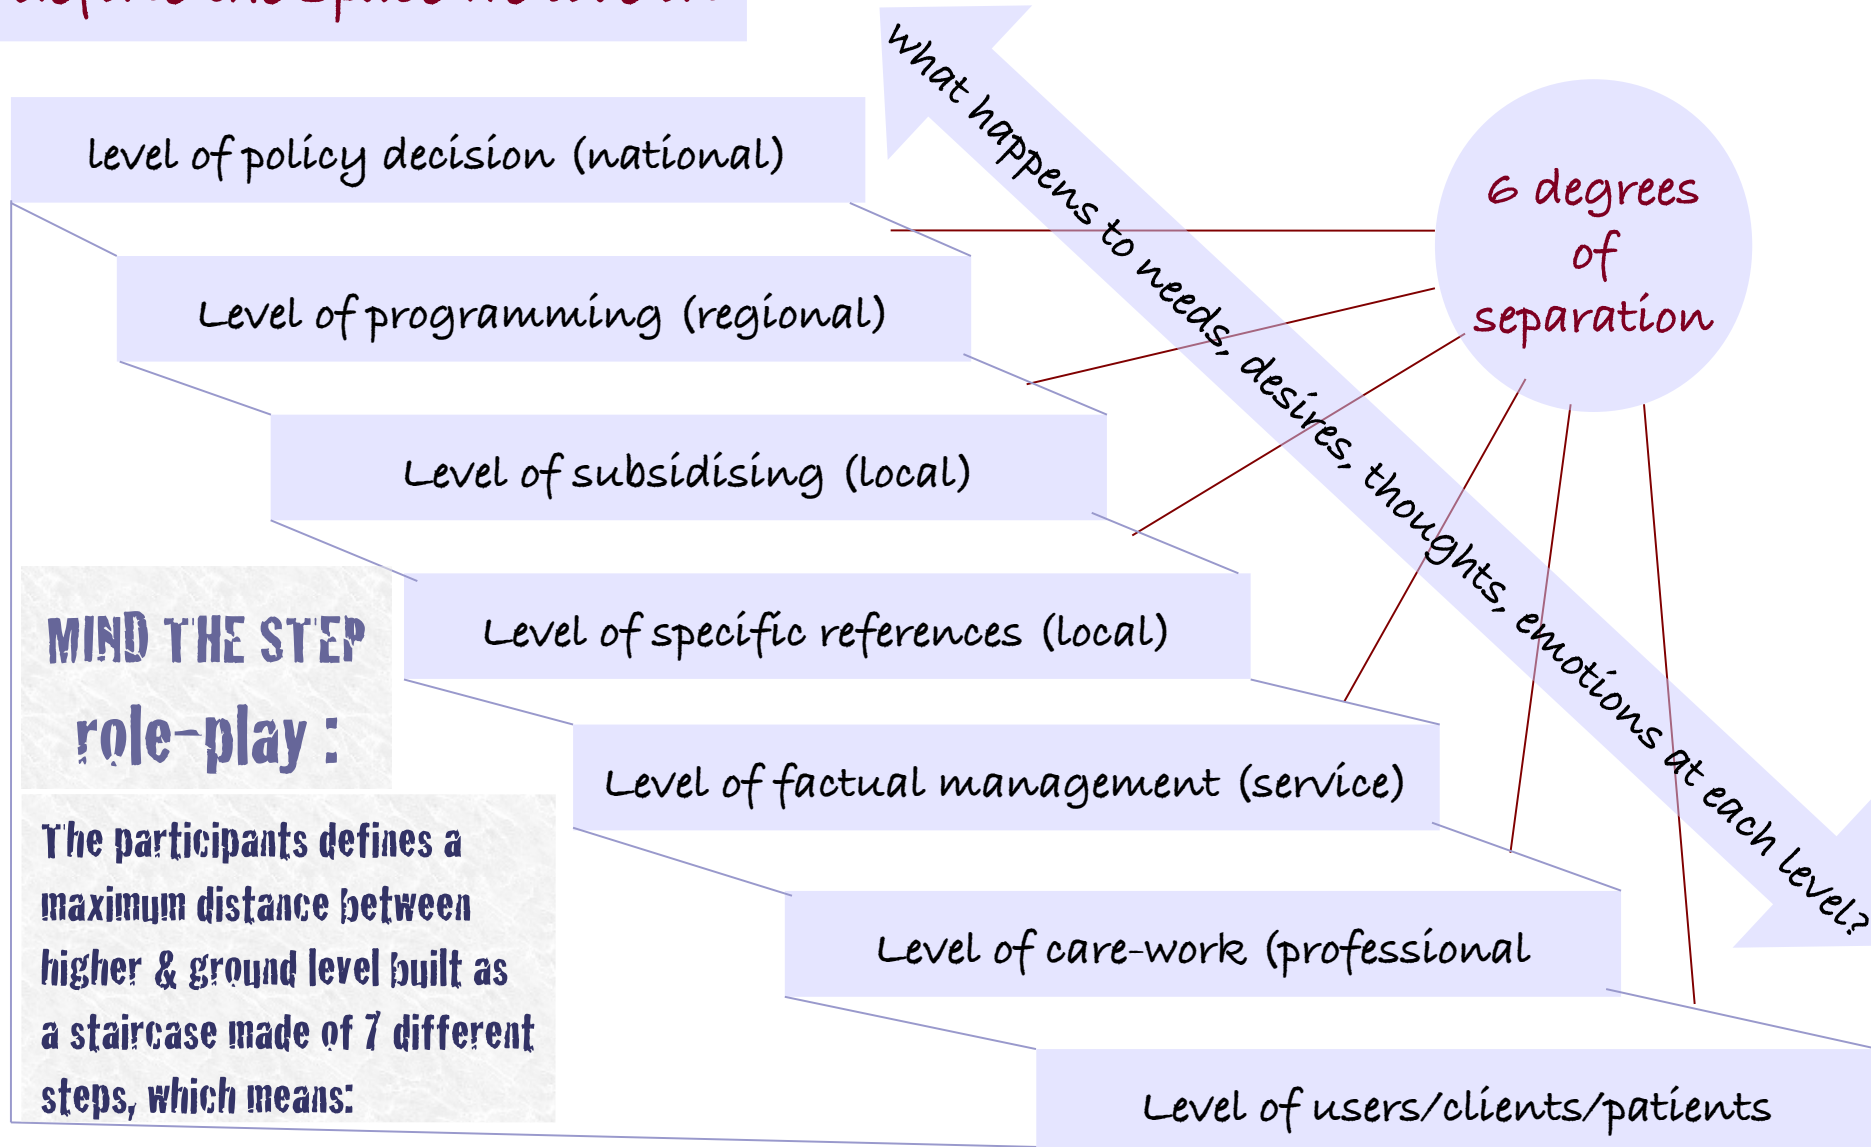 level of policy decision (national)
Level of programming (regional)
Level of subsidising (local)
Level of specific references (local)
Level of factual management (service)
Level of care-work (professional
Level of users/clients/patients
what happens to needs, desires, thoughts, emotions at each level?
6 degrees
of
separation
MIND THE STEP
role-play :
The participants defines a
maximum distance between
higher & ground level built as
a staircase made of 7 different
steps, which means: